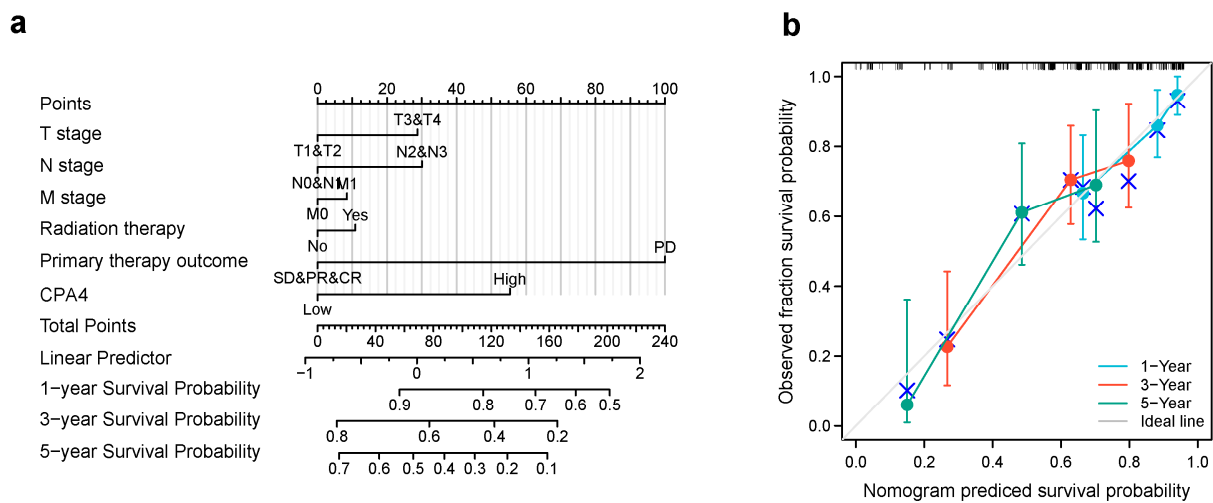 a
Points
0 20 40 60 80 100
T stage
T1&T2 T3&T4
N stage
N0&N1 N2&N3
M stage
M0 M1
Radiation therapy
No Yes
Primary therapy outcome
SD&PR&CR PD
CPA4
Low High
Total Points
0 40 80 120 160 200 240
Linear Predictor
−1 0 1 2
1−year Survival Probability
0.9 0.8 0.7 0.6 0.5
3−year Survival Probability
0.8 0.6 0.4 0.2
5−year Survival Probability
0.7 0.6 0.5 0.4 0.3 0.2 0.1
b
Observed fraction survival probability
1.0
0.8
0.6
0.4
0.2
0.0
1−Year
3−Year
5−Year
Ideal line
0.0 0.2 0.4 0.6 0.8 1.0
Nomogram prediced survival probability